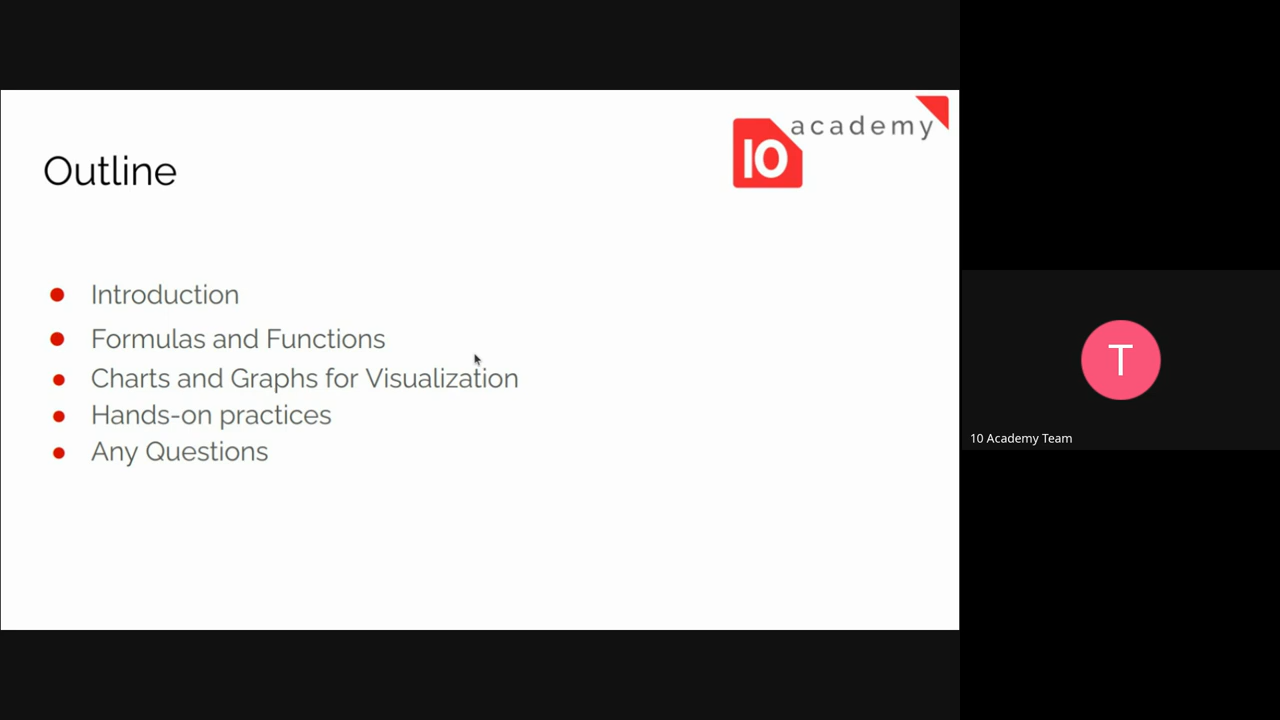 academy
10
Outline
Introduction
Formulas and Functions
Charts and Graphs for Visualization
Hands-on practices
Any Questions
T
10 Academy Team